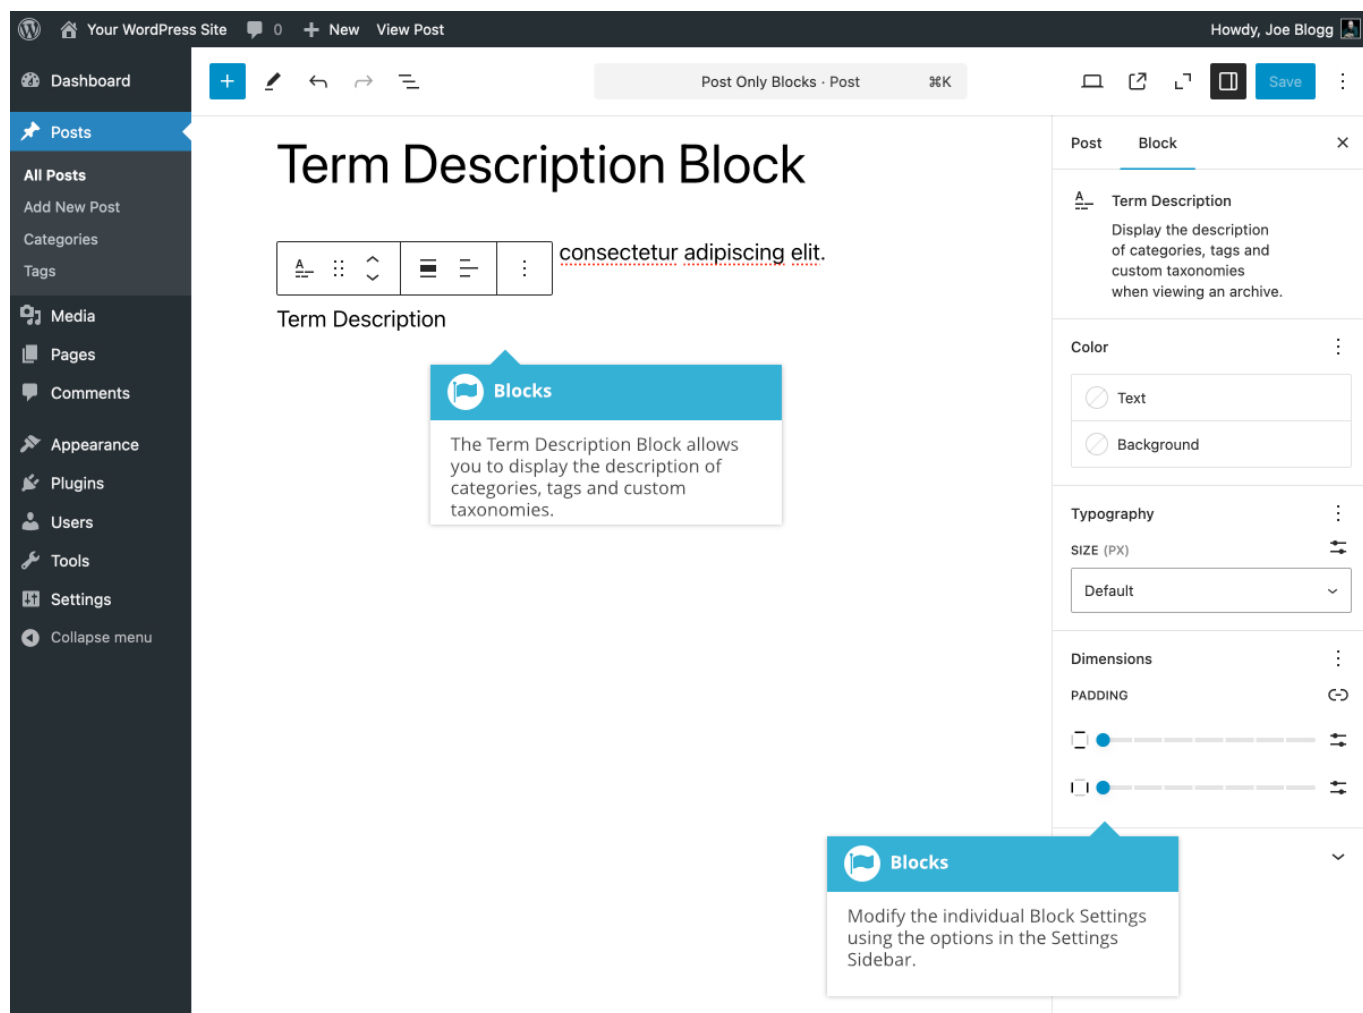 Your WordPress Site 0 New View Post Howdy, Joe Blogg
Dashboard
Posts
All Posts
Add New Post
Categories
Tags
Media
Pages
Comments
Appearance
Plugins
Users
Tools
Settings
Collapse menu
Post Only Blocks · Post ⌘K
Save
Term Description Block
consectetur adipiscing elit.
Term Description
Blocks
The Term Description Block allows
you to display the description of
categories, tags and custom
taxonomies.
Post Block
Term Description
Display the description
of categories, tags and
custom taxonomies
when viewing an archive.
Color
Text
Background
Typography
SIZE (PX)
Default
Dimensions
PADDING
Blocks
Modify the individual Block Settings
using the options in the Settings
Sidebar.